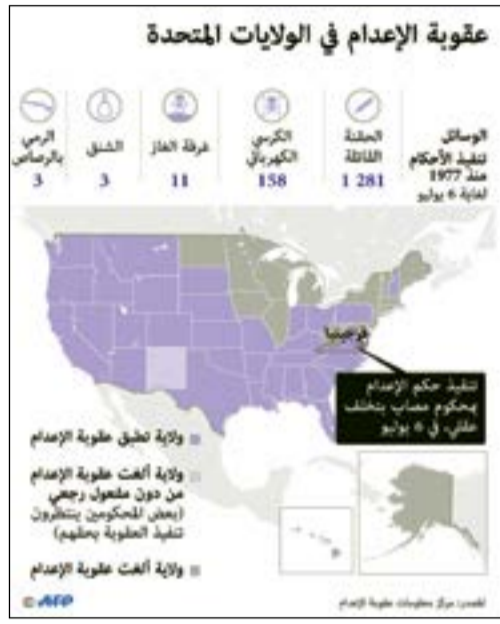 عقوبة الإعدام في الولايات المتحدة
الوسائل
تنفيذ الأحكام
منذ 1977
لغاية 6 يوليو
الحقنة
القاتلة
1 281
الكرسي
الكهربائي
158
غرفة الغاز
11
الشنق
3
الرمي
بالرصاص
3
فرجينيا
تنفيذ حكم الإعدام
بمحكوم مصاب بتخلف
عقلي، في 6 يوليو
ولاية تطبق عقوبة الإعدام
ولاية ألغت عقوبة الإعدام
من دون مفعول رجعي
(بعض المحكومين ينتظرون
تنفيذ العقوبة بحقهم)
ولاية ألغت عقوبة الإعدام
المصدر: مركز معلومات عقوبة الإعدام
© AFP